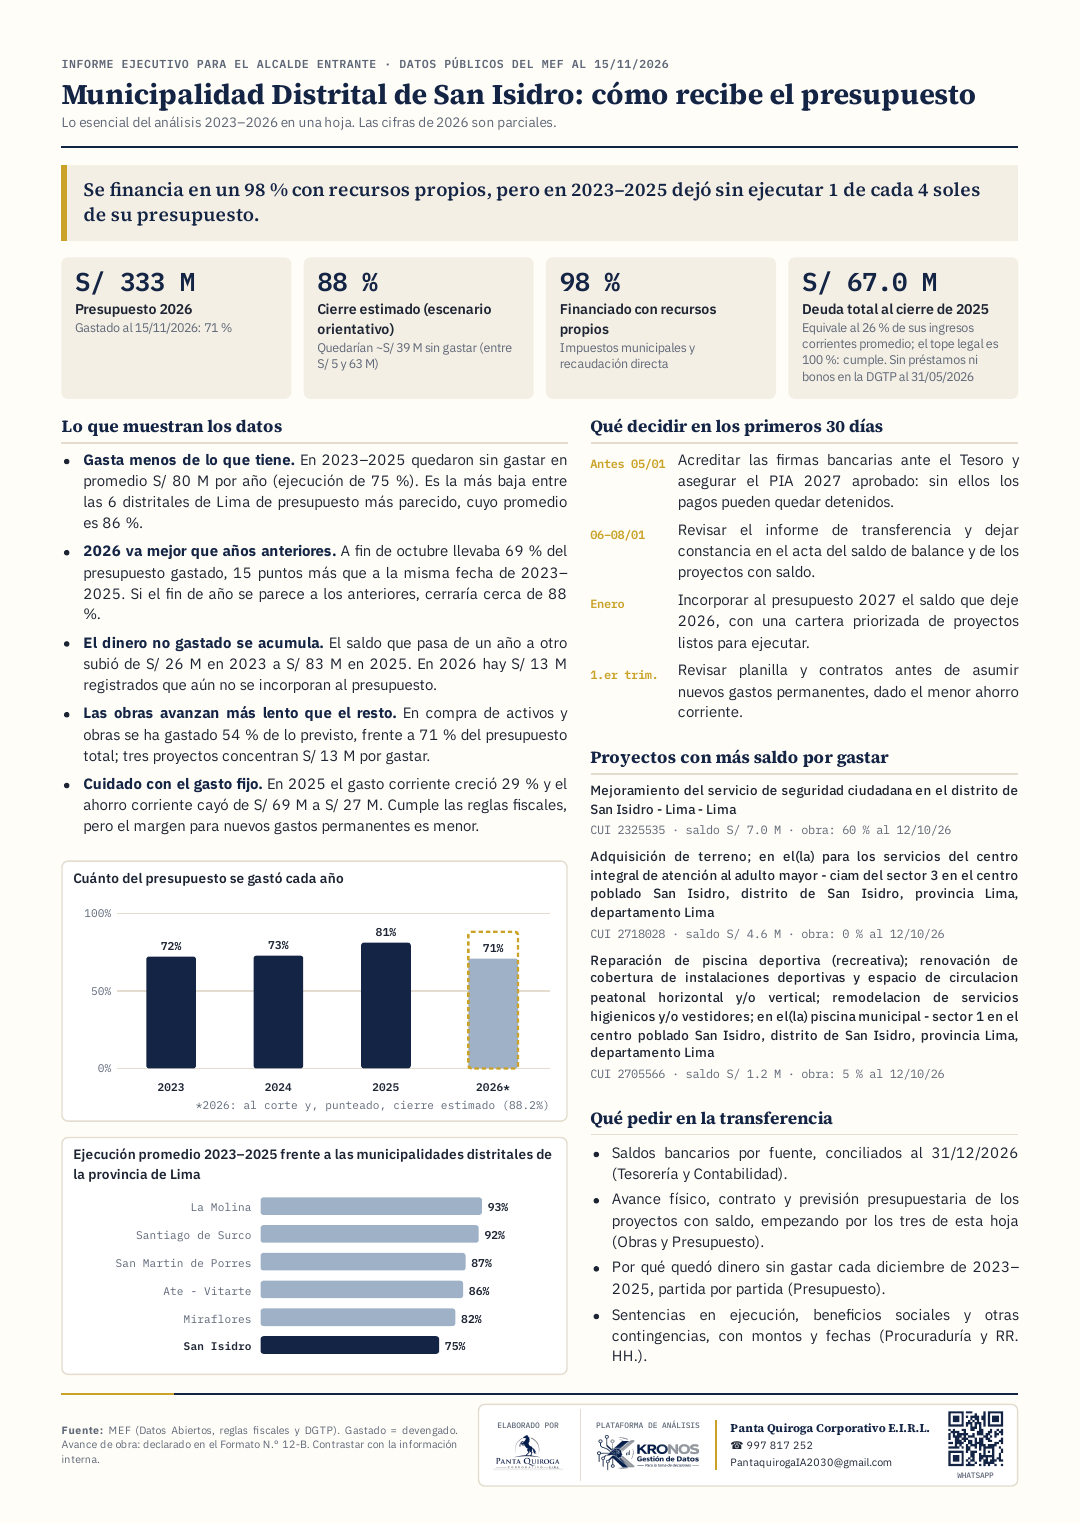 INFORME EJECUTIVO PARA EL ALCALDE ENTRANTE · DATOS PÚBLICOS DEL MEF AL 15/11/2026
Municipalidad Distrital de San Isidro: cómo recibe el presupuesto
Lo esencial del análisis 2023–2026 en una hoja. Las cifras de 2026 son parciales.
Se financia en un 98 % con recursos propios, pero en 2023–2025 dejó sin ejecutar 1 de cada 4 soles
de su presupuesto.
S/ 333 M
Presupuesto 2026
Gastado al 15/11/2026: 71 %
88 %
Cierre estimado (escenario
orientativo)
Quedarían ~S/ 39 M sin gastar (entre
S/ 5 y 63 M)
98 %
Financiado con recursos
propios
Impuestos municipales y
recaudación directa
S/ 67.0 M
Deuda total al cierre de 2025
Equivale al 26 % de sus ingresos
corrientes promedio; el tope legal es
100 %: cumple. Sin préstamos ni
bonos en la DGTP al 31/05/2026
Lo que muestran los datos
• Gasta menos de lo que tiene. En 2023–2025 quedaron sin gastar en
promedio S/ 80 M por año (ejecución de 75 %). Es la más baja entre
las 6 distritales de Lima de presupuesto más parecido, cuyo promedio
es 86 %.
• 2026 va mejor que años anteriores. A fin de octubre llevaba 69 % del
presupuesto gastado, 15 puntos más que a la misma fecha de 2023–
2025. Si el fin de año se parece a los anteriores, cerraría cerca de 88
%.
• El dinero no gastado se acumula. El saldo que pasa de un año a otro
subió de S/ 26 M en 2023 a S/ 83 M en 2025. En 2026 hay S/ 13 M
registrados que aún no se incorporan al presupuesto.
• Las obras avanzan más lento que el resto. En compra de activos y
obras se ha gastado 54 % de lo previsto, frente a 71 % del presupuesto
total; tres proyectos concentran S/ 13 M por gastar.
• Cuidado con el gasto fijo. En 2025 el gasto corriente creció 29 % y el
ahorro corriente cayó de S/ 69 M a S/ 27 M. Cumple las reglas fiscales,
pero el margen para nuevos gastos permanentes es menor.
Cuánto del presupuesto se gastó cada año
100%
50%
0%
72%
73%
81%
71%
2023
2024
2025
2026*
*2026: al corte y, punteado, cierre estimado (88.2%)
Ejecución promedio 2023–2025 frente a las municipalidades distritales de
la provincia de Lima
La Molina 93%
Santiago de Surco 92%
San Martin de Porres 87%
Ate - Vitarte 86%
Miraflores 82%
San Isidro 75%
Qué decidir en los primeros 30 días
Antes 05/01 Acreditar las firmas bancarias ante el Tesoro y
asegurar el PIA 2027 aprobado: sin ellos los
pagos pueden quedar detenidos.
06–08/01 Revisar el informe de transferencia y dejar
constancia en el acta del saldo de balance y de los
proyectos con saldo.
Enero Incorporar al presupuesto 2027 el saldo que deje
2026, con una cartera priorizada de proyectos
listos para ejecutar.
1.er trim. Revisar planilla y contratos antes de asumir
nuevos gastos permanentes, dado el menor ahorro
corriente.
Proyectos con más saldo por gastar
Mejoramiento del servicio de seguridad ciudadana en el distrito de
San Isidro - Lima - Lima
CUI 2325535 · saldo S/ 7.0 M · obra: 60 % al 12/10/26
Adquisición de terreno; en el(la) para los servicios del centro
integral de atención al adulto mayor - ciam del sector 3 en el centro
poblado San Isidro, distrito de San Isidro, provincia Lima,
departamento Lima
CUI 2718028 · saldo S/ 4.6 M · obra: 0 % al 12/10/26
Reparación de piscina deportiva (recreativa); renovación de
cobertura de instalaciones deportivas y espacio de circulacion
peatonal horizontal y/o vertical; remodelacion de servicios
higienicos y/o vestidores; en el(la) piscina municipal - sector 1 en el
centro poblado San Isidro, distrito de San Isidro, provincia Lima,
departamento Lima
CUI 2705566 · saldo S/ 1.2 M · obra: 5 % al 12/10/26
Qué pedir en la transferencia
• Saldos bancarios por fuente, conciliados al 31/12/2026
(Tesorería y Contabilidad).
• Avance físico, contrato y previsión presupuestaria de los
proyectos con saldo, empezando por los tres de esta hoja
(Obras y Presupuesto).
• Por qué quedó dinero sin gastar cada diciembre de 2023–
2025, partida por partida (Presupuesto).
• Sentencias en ejecución, beneficios sociales y otras
contingencias, con montos y fechas (Procuraduría y RR.
HH.).
Fuente: MEF (Datos Abiertos, reglas fiscales y DGTP). Gastado = devengado.
Avance de obra: declarado en el Formato N.° 12-B. Contrastar con la información
interna.
ELABORADO POR
PANTA QUIROGA
PLATAFORMA DE ANÁLISIS
KRONOS
Gestión de Datos
Panta Quiroga Corporativo E.I.R.L.
☎ 997 817 252
PantaquirogaIA2030@gmail.com
WHATSAPP